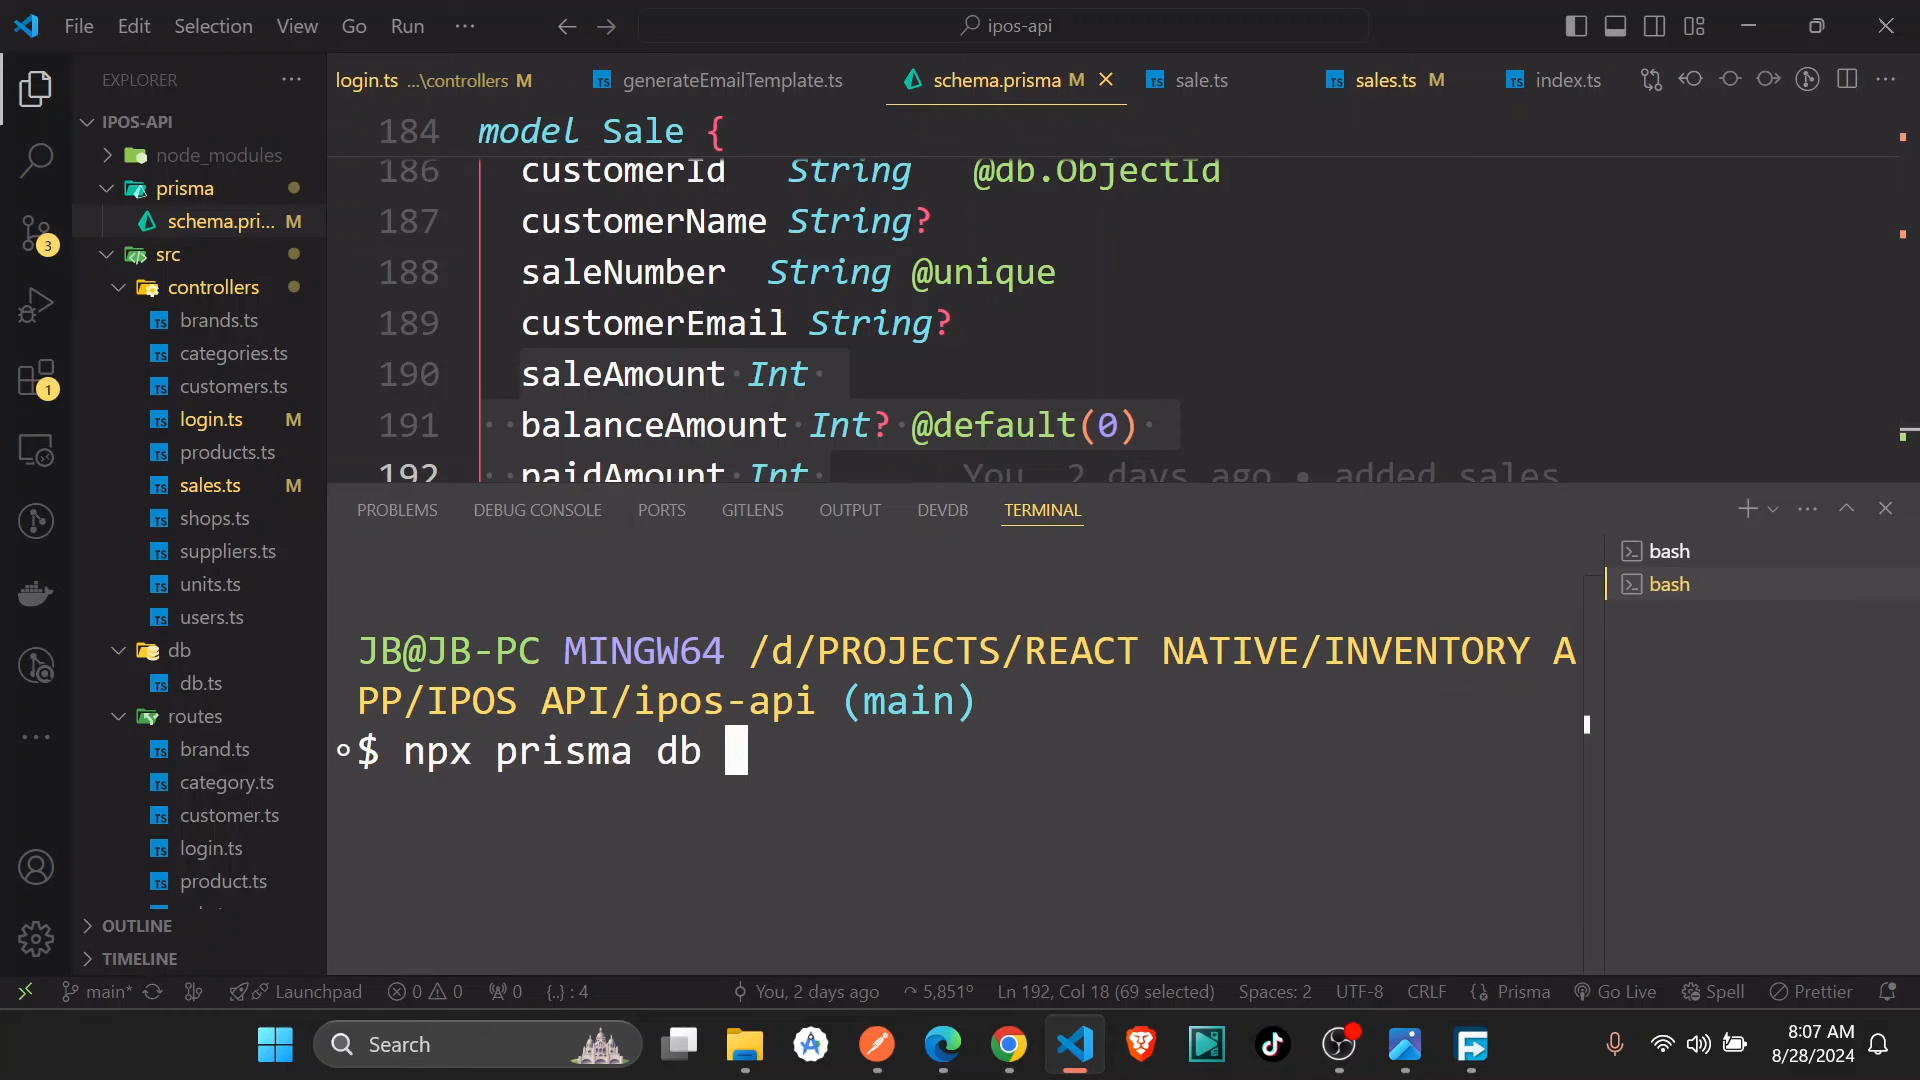 File Edit Selection View Go Run ··· ipos-api
EXPLORER ···
login.ts ...\controllers M generateEmailTemplate.ts schema.prisma M sale.ts sales.ts M index.ts
IPOS-API
node_modules
prisma
schema.pri... M
src
controllers
brands.ts
categories.ts
customers.ts
login.ts M
products.ts
sales.ts M
shops.ts
suppliers.ts
units.ts
users.ts
db
db.ts
routes
brand.ts
category.ts
customer.ts
login.ts
product.ts
OUTLINE
TIMELINE
3
1
184 model Sale {
186 customerId String @db.ObjectId
187 customerName String?
188 saleNumber String @unique
189 customerEmail String?
190 saleAmount Int
191 balanceAmount Int? @default(0)
192 paidAmount Int You, 2 days ago • added sales
PROBLEMS DEBUG CONSOLE PORTS GITLENS OUTPUT DEVDB TERMINAL
bash
bash
JB@JB-PC MINGW64 /d/PROJECTS/REACT NATIVE/INVENTORY A
PP/IPOS API/ipos-api (main)
$ npx prisma db
main* Launchpad 0 0 0 {..} : 4 You, 2 days ago 5,851º Ln 192, Col 18 (69 selected) Spaces: 2 UTF-8 CRLF {} Prisma Go Live Spell Prettier
Search
8:07 AM
8/28/2024